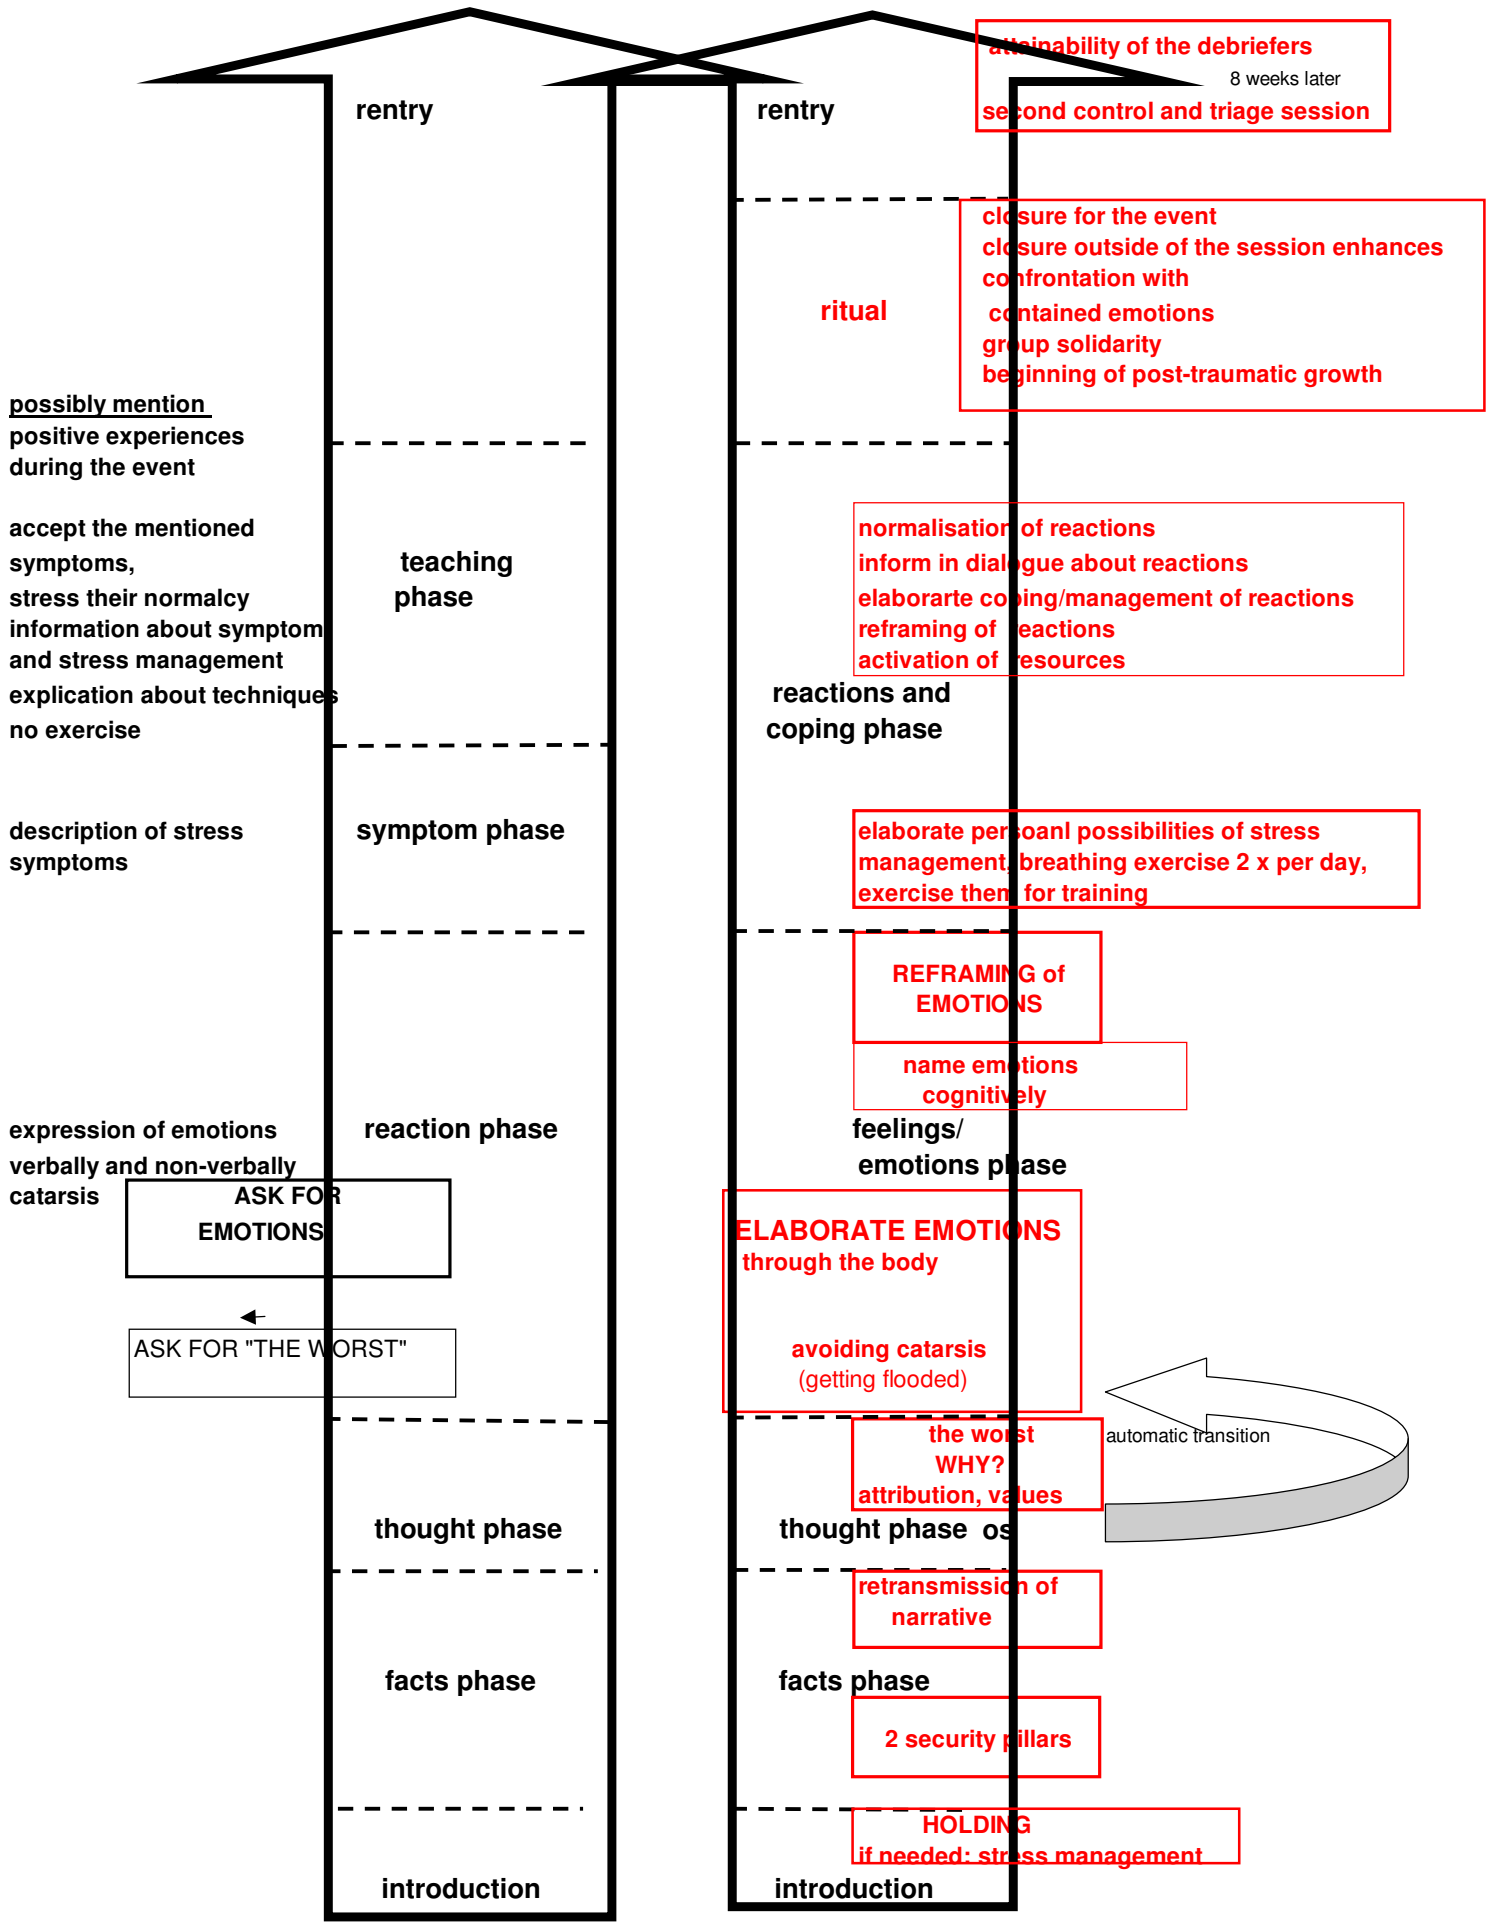 attainability of the debriefers
8 weeks later
rentry
rentry
second control and triage session
closure for the event
closure outside of the session enhances
confrontation with
ritual
contained emotions
group solidarity
beginning of post-traumatic growth
possibly mention
positive experiences
during the event
accept the mentioned
symptoms,
stress their normalcy
information about symptom
and stress management
explication about techniques
no exercise
teaching
phase
normalisation of reactions
inform in dialogue about reactions
elaborarte coping/management of reactions
reframing of reactions
activation of resources
reactions and
coping phase
description of stress
symptoms
symptom phase
elaborate persoanl possibilities of stress
management, breathing exercise 2 x per day,
exercise them for training
REFRAMING of
EMOTIONS
name emotions
cognitively
expression of emotions
verbally and non-verbally
catarsis
reaction phase
feelings/
emotions phase
ASK FOR
EMOTIONS
ELABORATE EMOTIONS
through the body
ASK FOR "THE WORST"
avoiding catarsis
(getting flooded)
the worst
WHY?
attribution, values
automatic transition
thought phase
thought phase os
retransmission of
narrative
facts phase
facts phase
2 security pillars
HOLDING
if needed: stress management
introduction
introduction